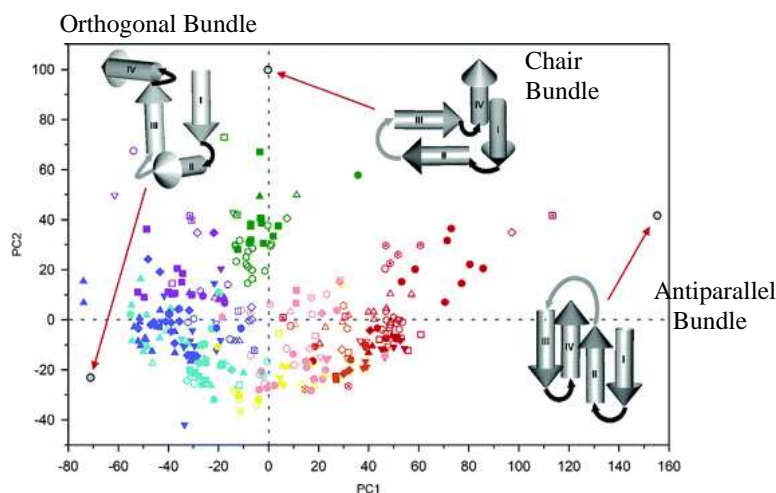 Orthogonal Bundle
Chair
Bundle
Antiparallel
Bundle
IV
I
III
II
IV
III
I
II
III
IV
II
I
PC2
100
80
60
40
20
0
-20
-40
-80
-60
-40
-20
0
20
40
60
80
100
120
140
160
PC1